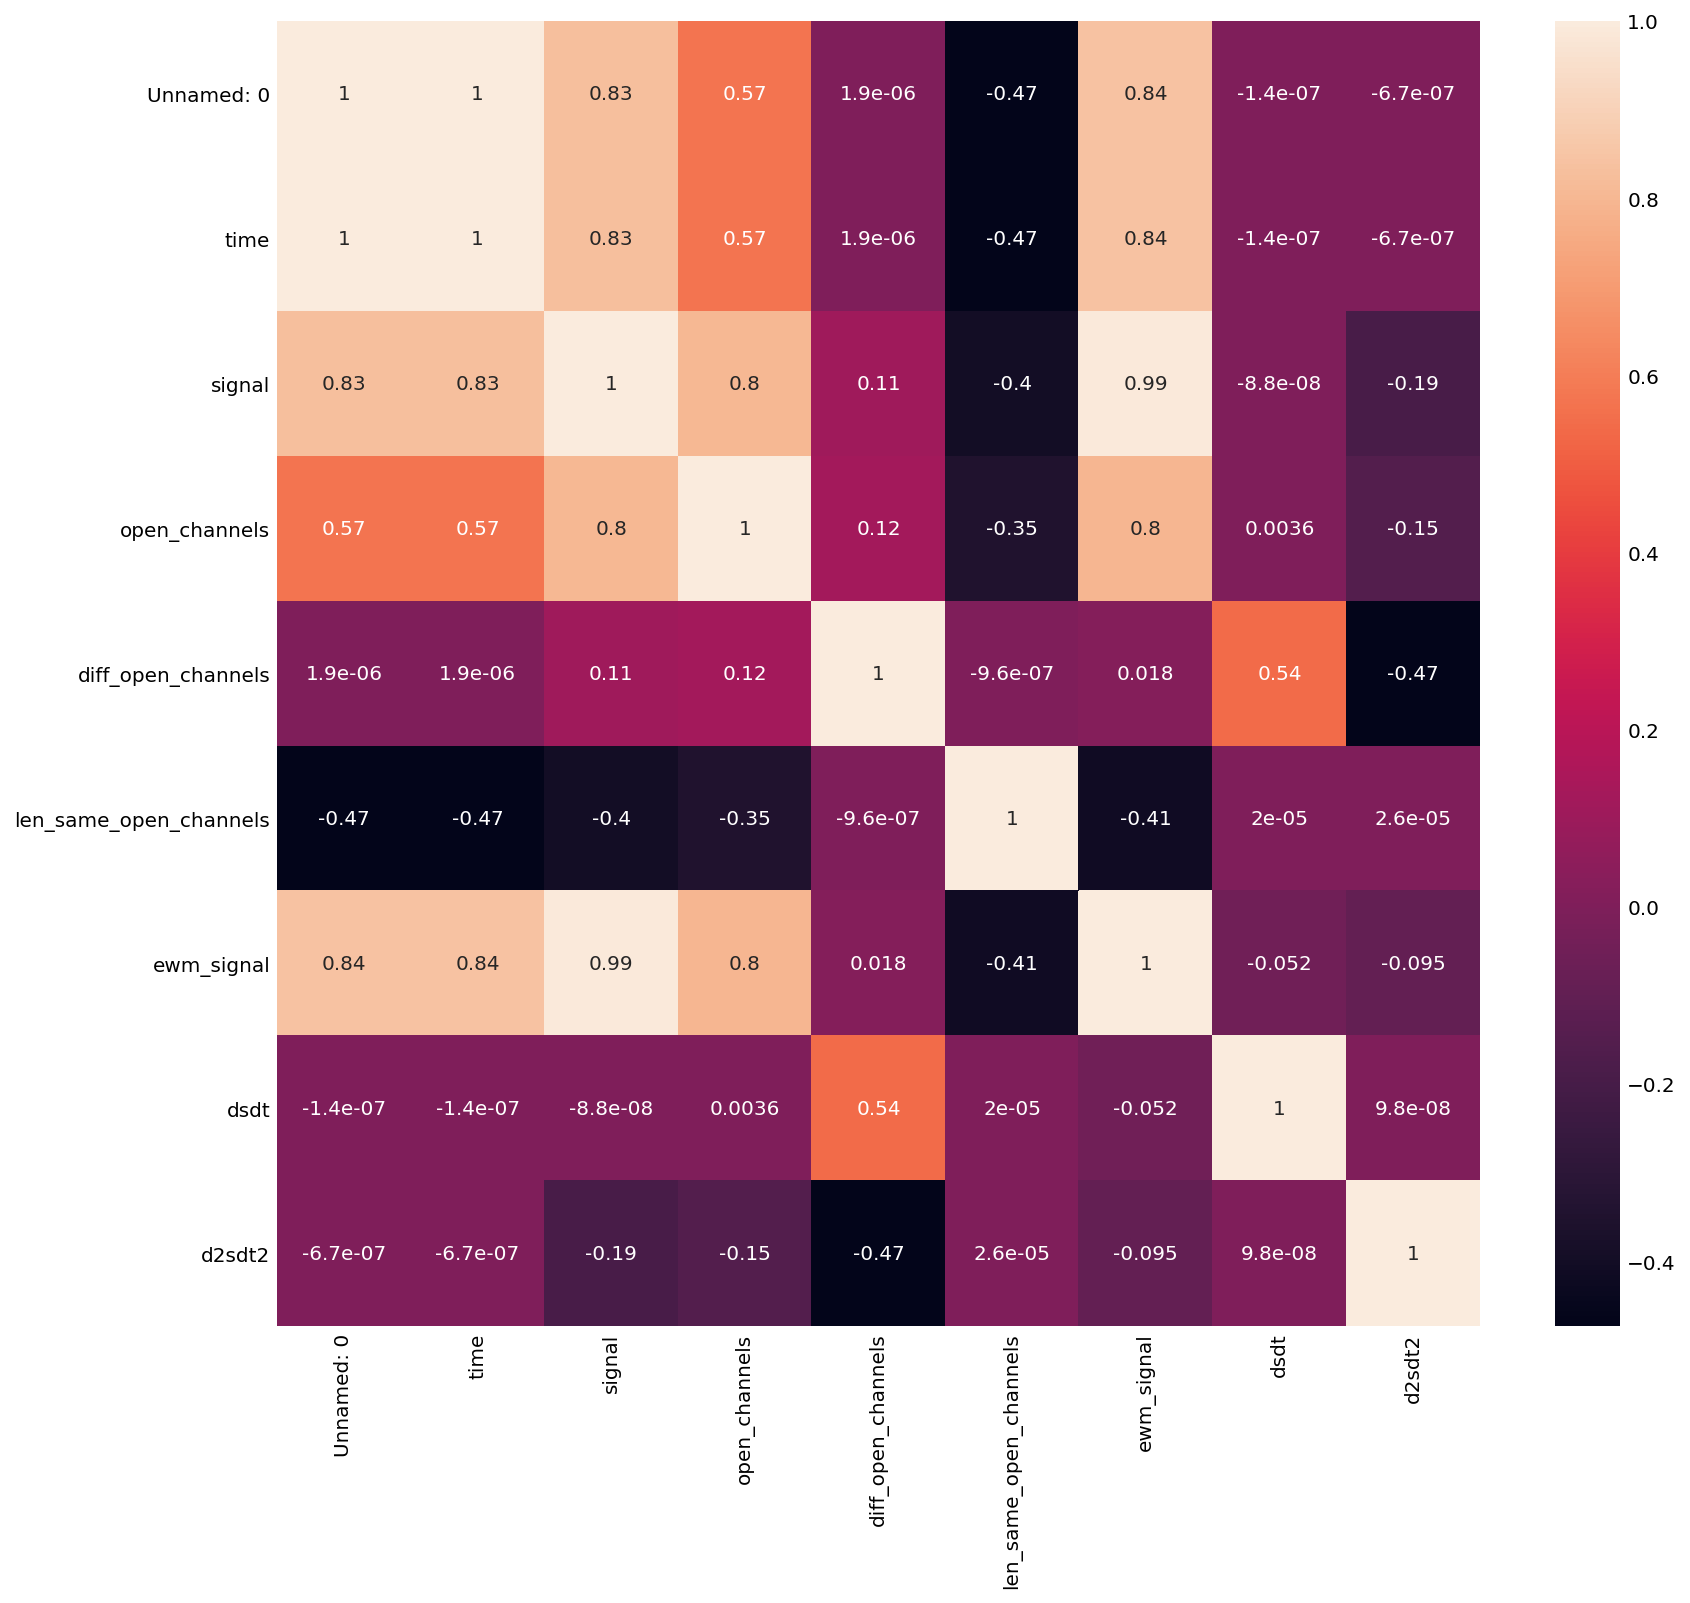 Unnamed: 0 1 1 0.83 0.57 1.9e-06 -0.47 0.84 -1.4e-07 -6.7e-07
time 1 1 0.83 0.57 1.9e-06 -0.47 0.84 -1.4e-07 -6.7e-07
signal 0.83 0.83 1 0.8 0.11 -0.4 0.99 -8.8e-08 -0.19
open_channels 0.57 0.57 0.8 1 0.12 -0.35 0.8 0.0036 -0.15
diff_open_channels 1.9e-06 1.9e-06 0.11 0.12 1 -9.6e-07 0.018 0.54 -0.47
len_same_open_channels -0.47 -0.47 -0.4 -0.35 -9.6e-07 1 -0.41 2e-05 2.6e-05
ewm_signal 0.84 0.84 0.99 0.8 0.018 -0.41 1 -0.052 -0.095
dsdt -1.4e-07 -1.4e-07 -8.8e-08 0.0036 0.54 2e-05 -0.052 1 9.8e-08
d2sdt2 -6.7e-07 -6.7e-07 -0.19 -0.15 -0.47 2.6e-05 -0.095 9.8e-08 1
Unnamed: 0
time
signal
open_channels
diff_open_channels
len_same_open_channels
ewm_signal
dsdt
d2sdt2
1.0
0.8
0.6
0.4
0.2
0.0
−0.2
−0.4